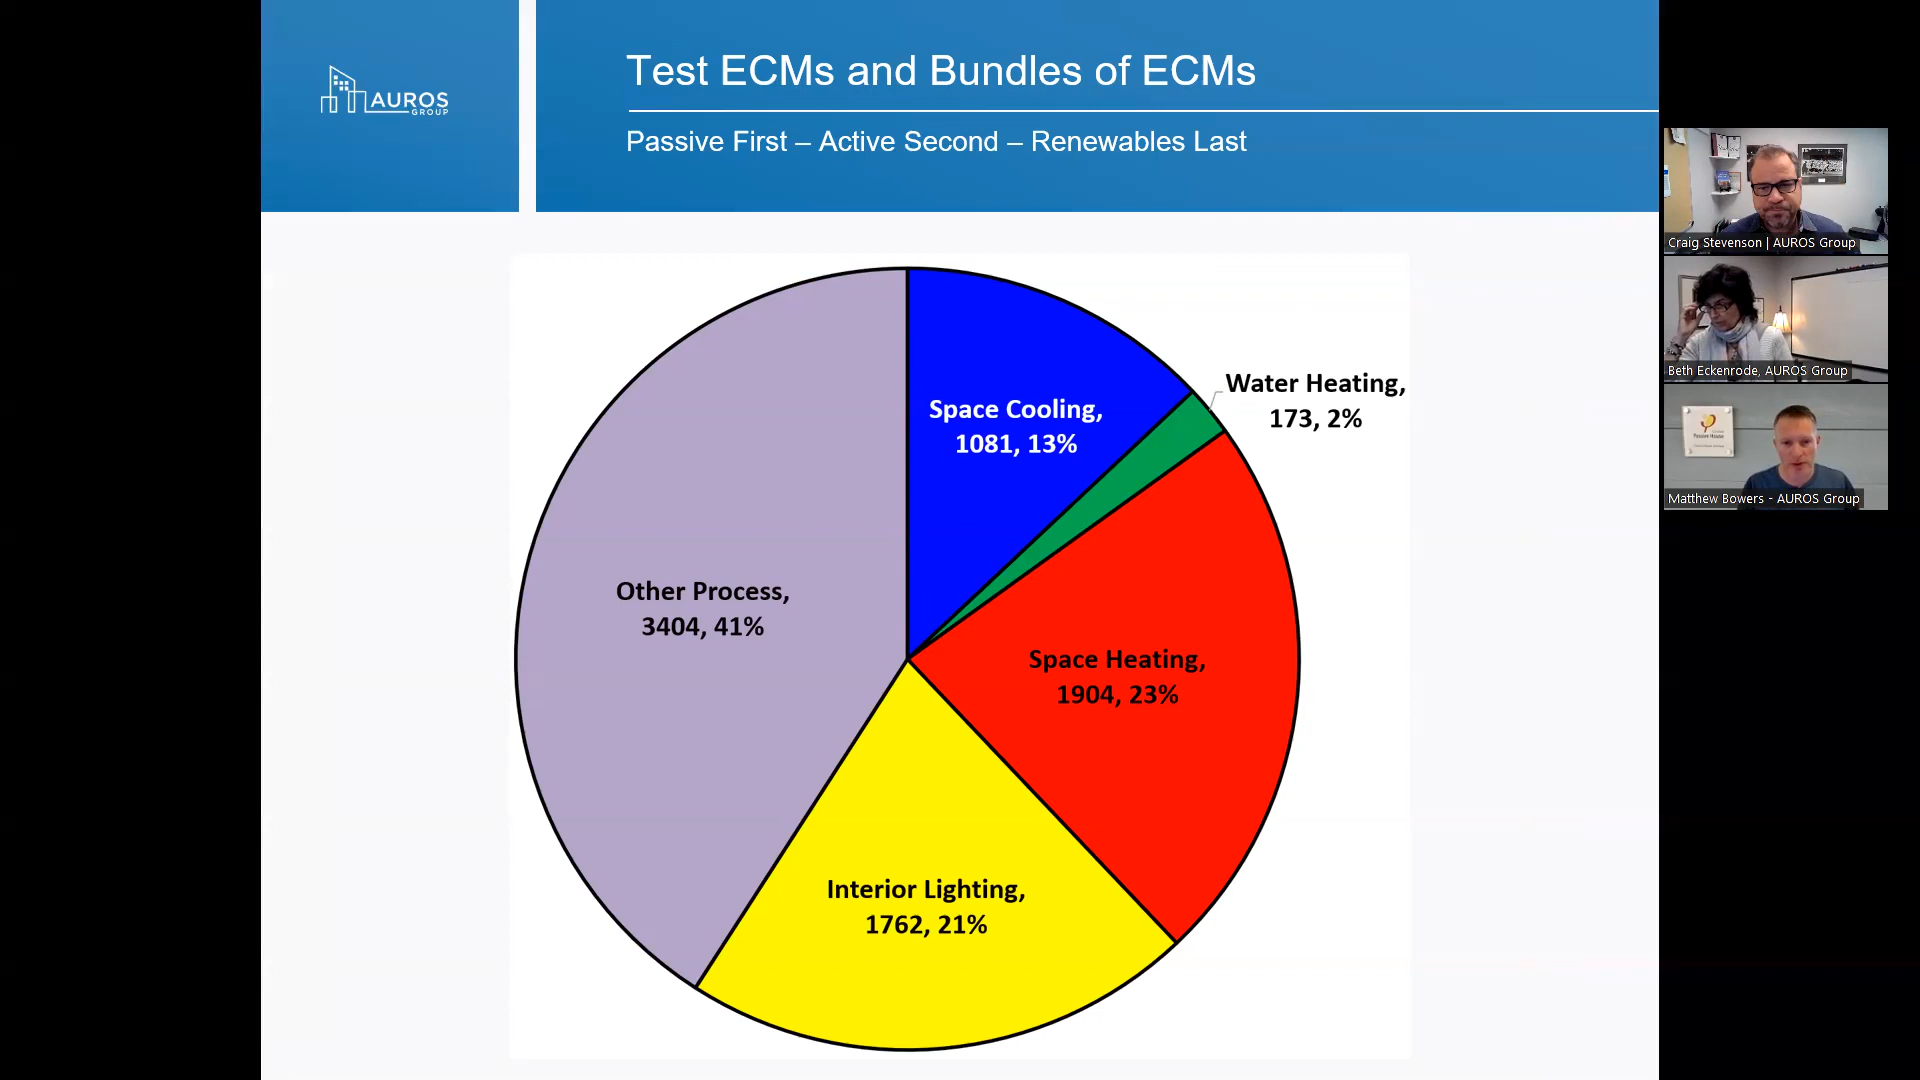 AUROS
GROUP
Test ECMs and Bundles of ECMs
Passive First – Active Second – Renewables Last
Space Cooling,
1081, 13%
Water Heating,
173, 2%
Space Heating,
1904, 23%
Interior Lighting,
1762, 21%
Other Process,
3404, 41%
Craig Stevenson | AUROS Group
Beth Eckenrode, AUROS Group
Passive House
Matthew Bowers - AUROS Group